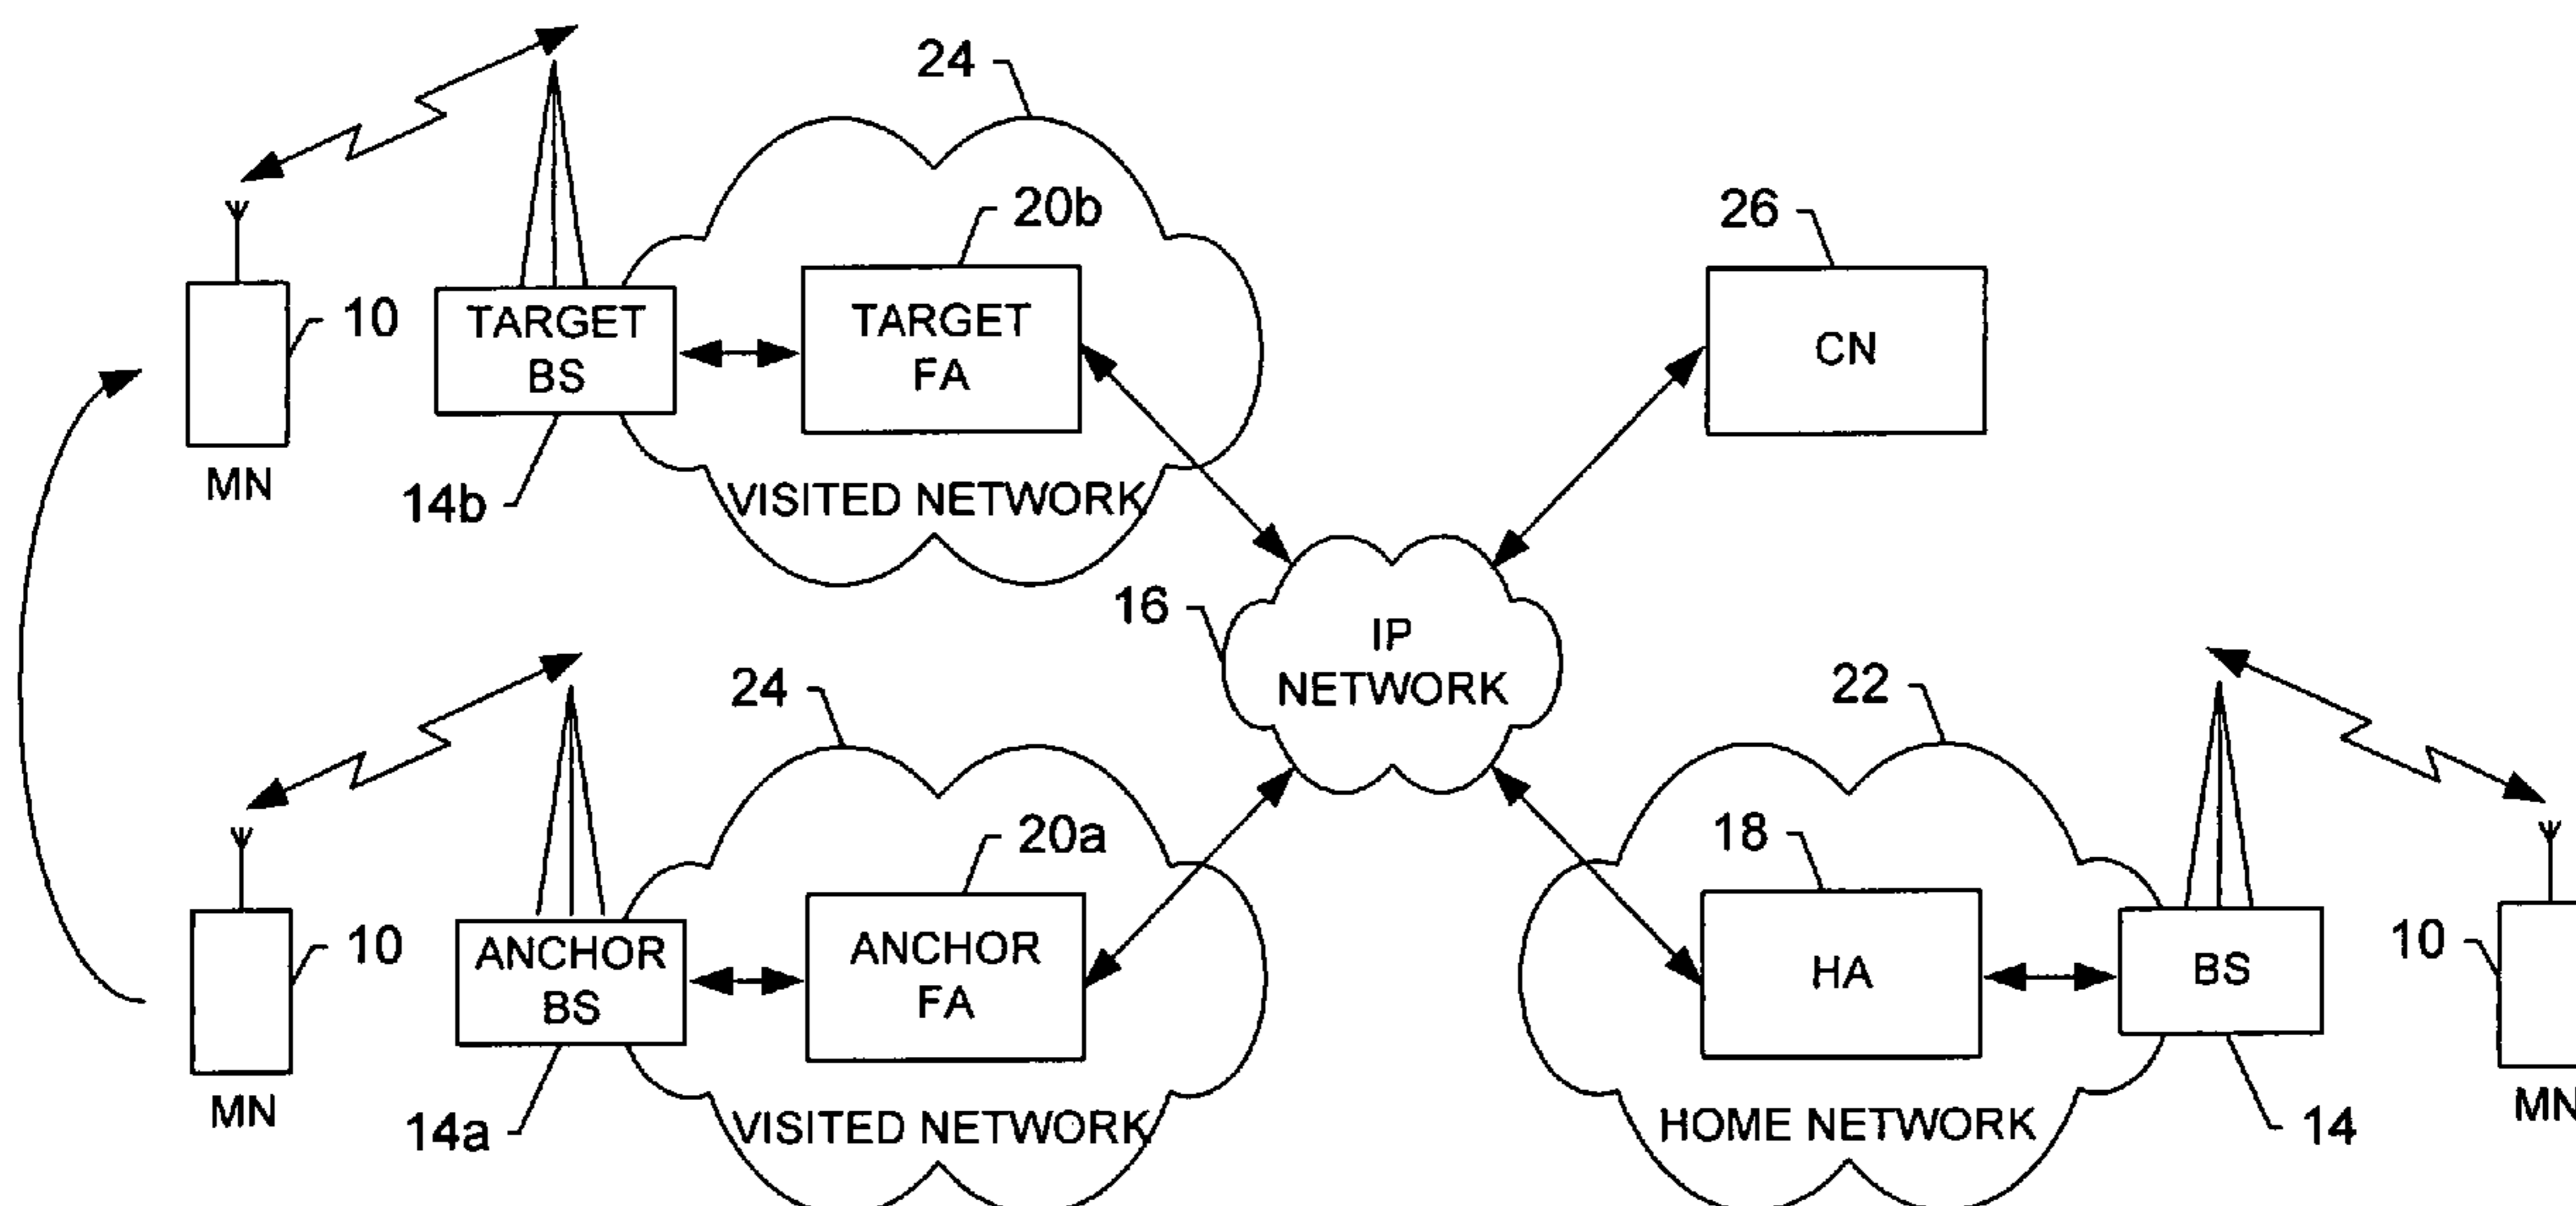 24
20b
26
10
TARGET
BS
TARGET
FA
CN
MN
14b
VISITED NETWORK
16
IP
NETWORK
24
22
20a
18
10
ANCHOR
BS
ANCHOR
FA
HA
BS
10
MN
14a
VISITED NETWORK
HOME NETWORK
14
MN